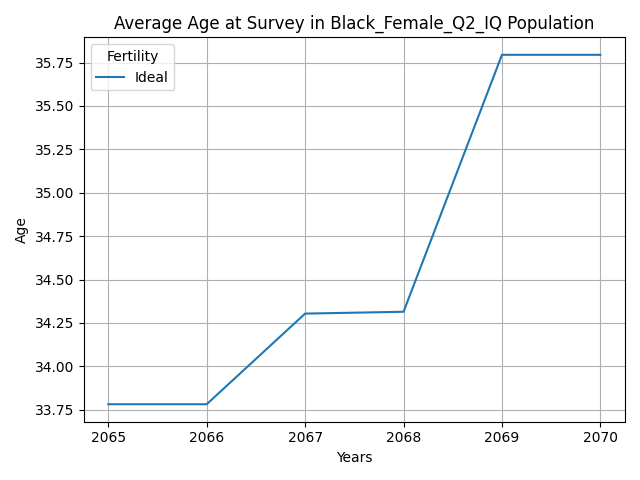 Average Age at Survey in Black_Female_Q2_IQ Population
Fertility
Ideal
35.75
35.50
35.25
35.00
34.75
34.50
34.25
34.00
33.75
Age
2065 2066 2067 2068 2069 2070
Years